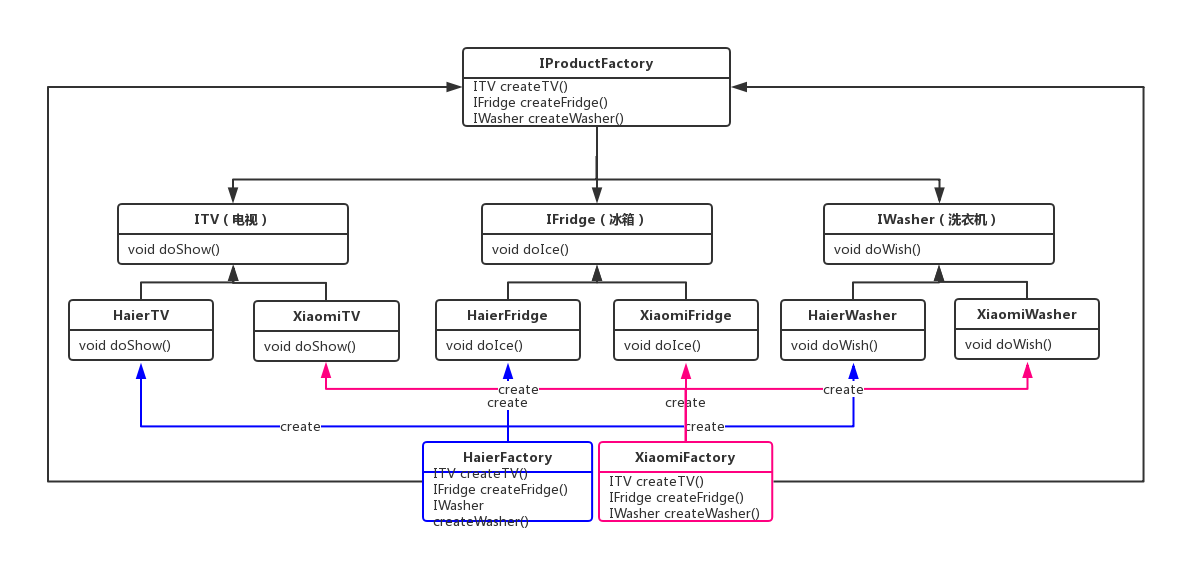 IProductFactory
ITV createTV()
IFridge createFridge()
IWasher createWasher()
ITV（电视）
void doShow()
IFridge（冰箱）
void doIce()
IWasher（洗衣机）
void doWish()
HaierTV
void doShow()
XiaomiTV
void doShow()
HaierFridge
void doIce()
XiaomiFridge
void doIce()
HaierWasher
void doWish()
XiaomiWasher
void doWish()
create
create
create
create
create
create
HaierFactory
ITV createTV()
IFridge createFridge()
IWasher
createWasher()
XiaomiFactory
ITV createTV()
IFridge createFridge()
IWasher createWasher()